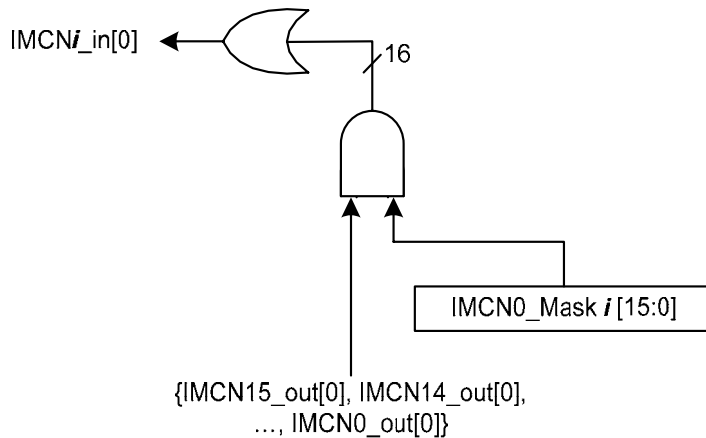 IMCNi_in[0]
16
IMCN0_Mask i [15:0]
{IMCN15_out[0], IMCN14_out[0],
..., IMCN0_out[0]}